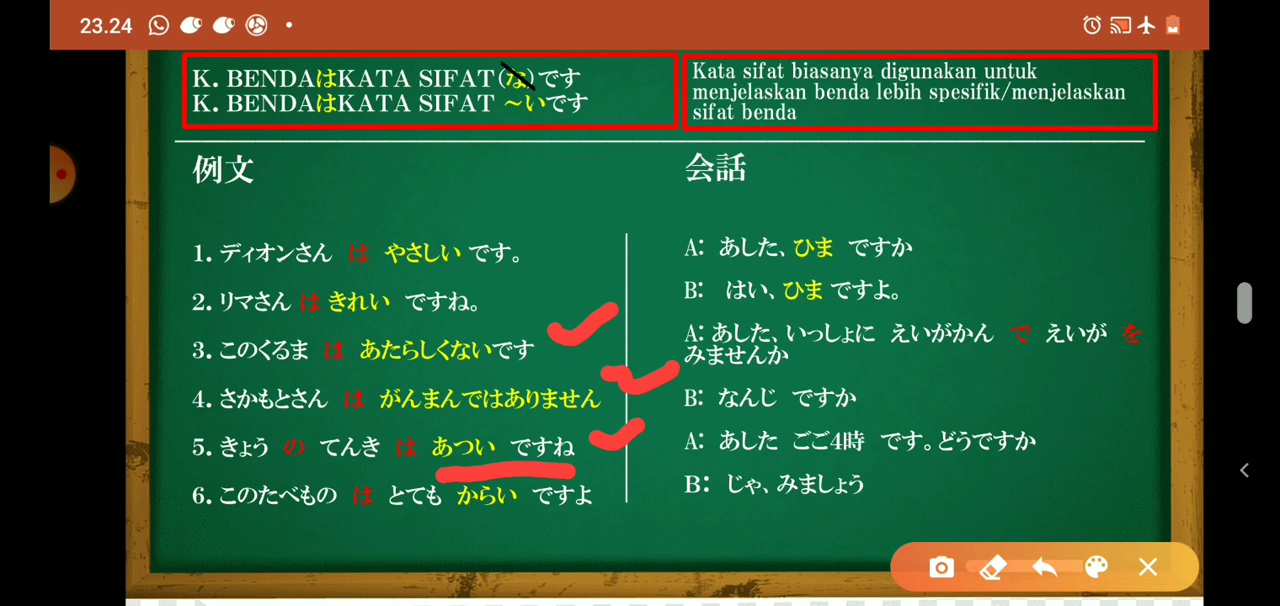 23.24
K. BENDAはKATA SIFAT(な)です
K. BENDAはKATA SIFAT ～いです
Kata sifat biasanya digunakan untuk
menjelaskan benda lebih spesifik/menjelaskan
sifat benda
例文
1. ディオンさん は やさしい です。
2. リマさん は きれい ですね。
3. このくるま は あたらしくないです
4. さかもとさん は がんまんではありません
5. きょう の てんき は あつい ですね
6. このたべもの は とても からい ですよ
会話
A: あした、ひま ですか
B: はい、ひま ですよ。
A: あした、いっしょに えいがかん で えいが を
みませんか
B: なんじ ですか
A: あした ごご4時 です。どうですか
B: じゃ、みましょう